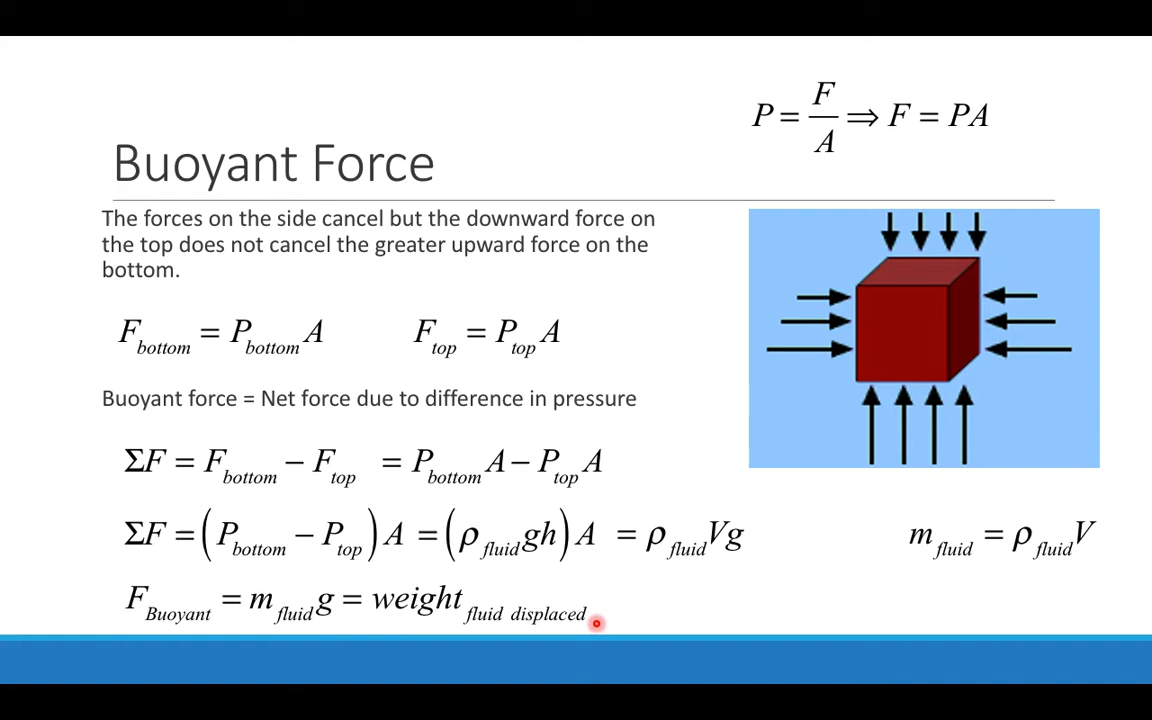 P = F/A ⇒ F = PA
Buoyant Force
The forces on the side cancel but the downward force on
the top does not cancel the greater upward force on the
bottom.
F_bottom = P_bottom A    F_top = P_top A
Buoyant force = Net force due to difference in pressure
ΣF = F_bottom − F_top = P_bottom A − P_top A
ΣF = (P_bottom − P_top) A = (ρ_fluid gh) A = ρ_fluid Vg    m_fluid = ρ_fluid V
F_Buoyant = m_fluid g = weight_fluid displaced